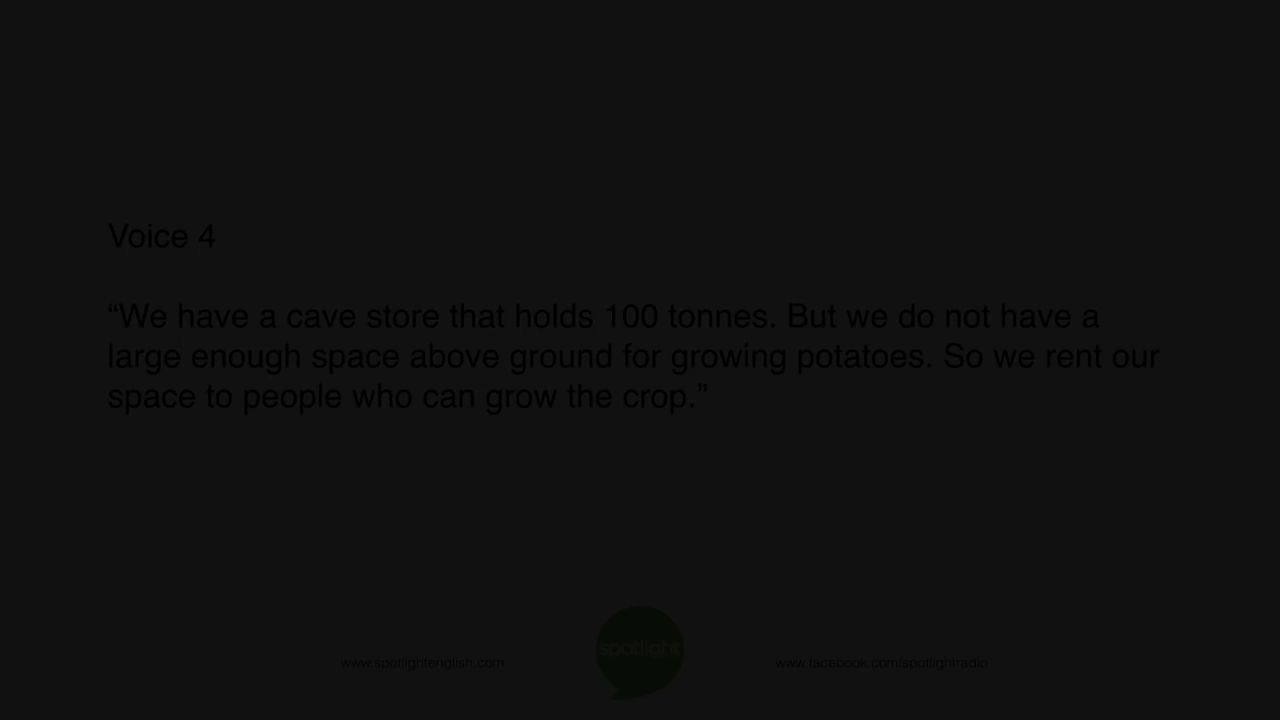 Voice 4
“We have a cave store that holds 100 tonnes. But we do not have a
large enough space above ground for growing potatoes. So we rent our
space to people who can grow the crop.”
spotlight
www.spotlightenglish.com
www.facebook.com/spotlightradio